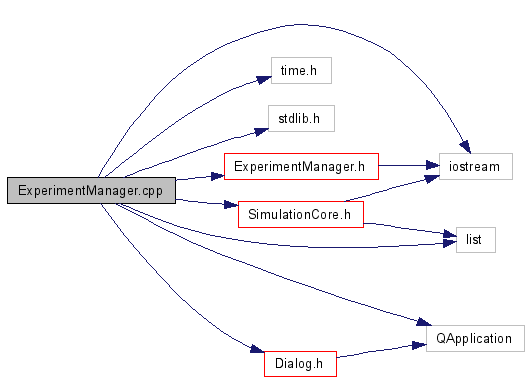 time.h
stdlib.h
ExperimentManager.h
iostream
ExperimentManager.cpp
SimulationCore.h
list
QApplication
Dialog.h